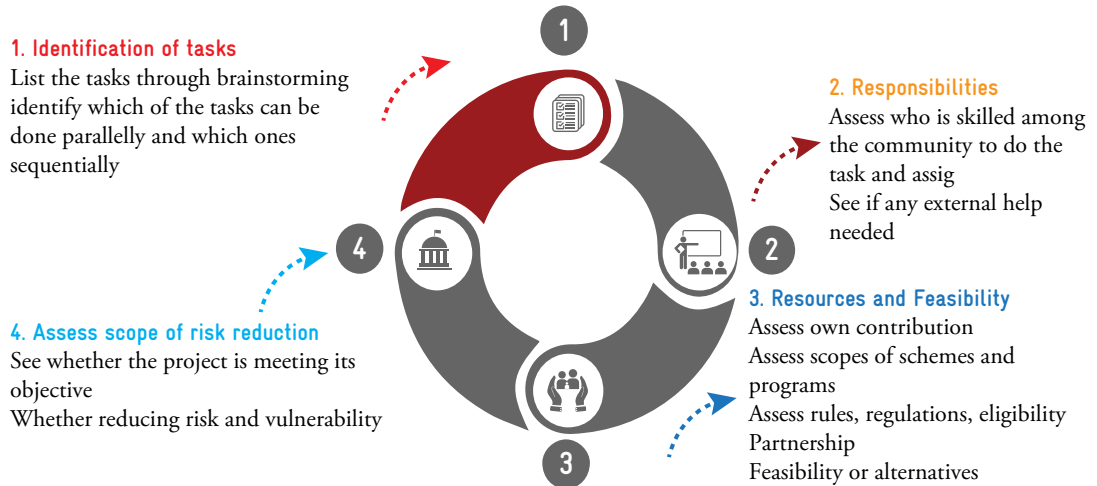 1
1. Identification of tasks
List the tasks through brainstorming
identify which of the tasks can be
done parallelly and which ones
sequentially
2. Responsibilities
Assess who is skilled among
the community to do the
task and assig
See if any external help
needed
2
3. Resources and Feasibility
Assess own contribution
Assess scopes of schemes and
programs
Assess rules, regulations, eligibility
Partnership
Feasibility or alternatives
3
4
4. Assess scope of risk reduction
See whether the project is meeting its
objective
Whether reducing risk and vulnerability